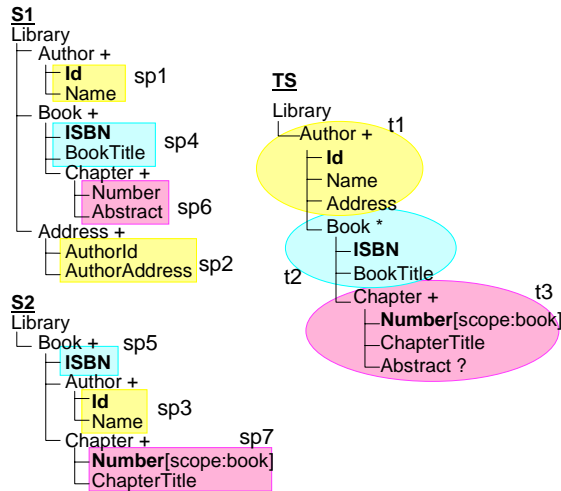 S1
Library
Author +
Id
Name
sp1
Book +
ISBN
BookTitle
sp4
Chapter +
Number
Abstract
sp6
Address +
AuthorId
AuthorAddress
sp2
S2
Library
Book +
sp5
ISBN
Author +
Id
Name
sp3
Chapter +
sp7
Number[scope:book]
ChapterTitle
TS
Library
Author +
t1
Id
Name
Address
Book *
ISBN
BookTitle
t2
Chapter +
t3
Number[scope:book]
ChapterTitle
Abstract ?